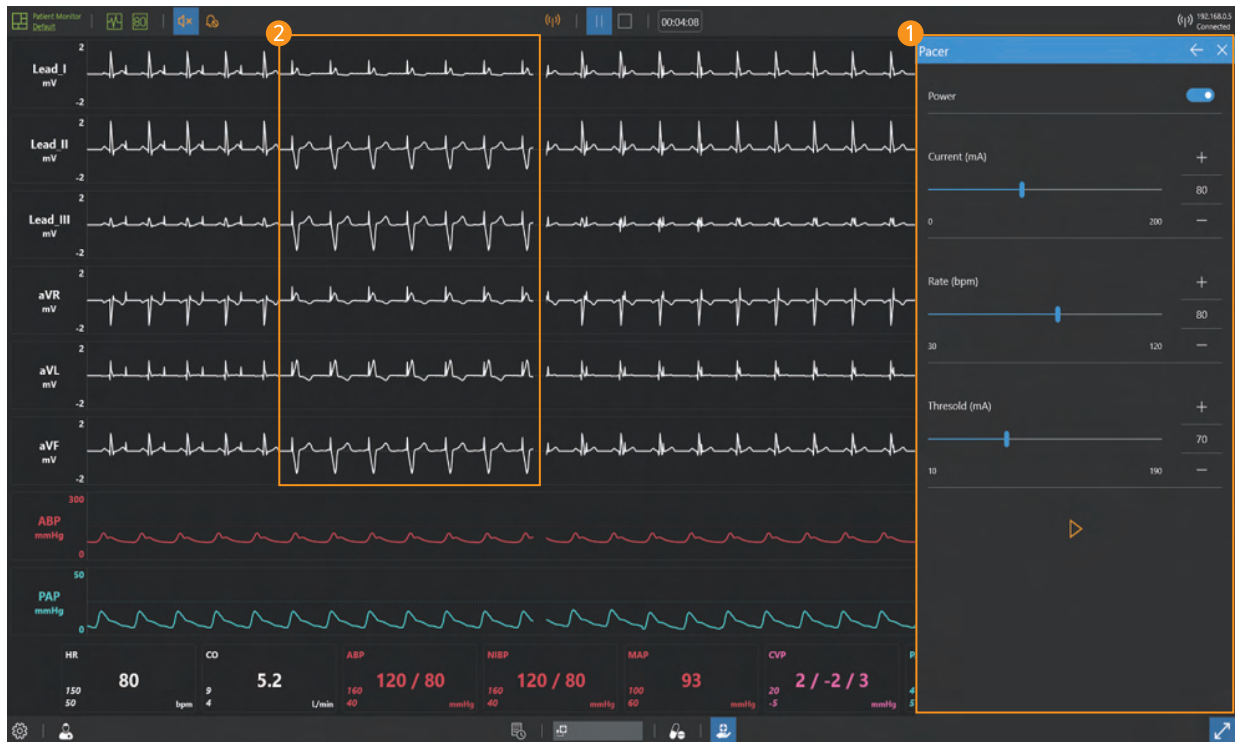 Patient Monitor
Default
80
00:04:08
192.168.0.5
Connected
2
1
Pacer
Power
Current (mA)
80
0
200
Rate (bpm)
80
30
120
Thresold (mA)
70
10
190
2
Lead_I
mV
-2
2
Lead_II
mV
-2
2
Lead_III
mV
-2
2
aVR
mV
-2
2
aVL
mV
-2
2
aVF
mV
-2
300
ABP
mmHg
0
50
PAP
mmHg
0
HR
80
150
50
bpm
CO
5.2
9
4
L/min
ABP
120 / 80
160
40
mmHg
NIBP
120 / 80
160
40
mmHg
MAP
93
100
60
mmHg
CVP
2 / -2 / 3
20
-5
mmHg